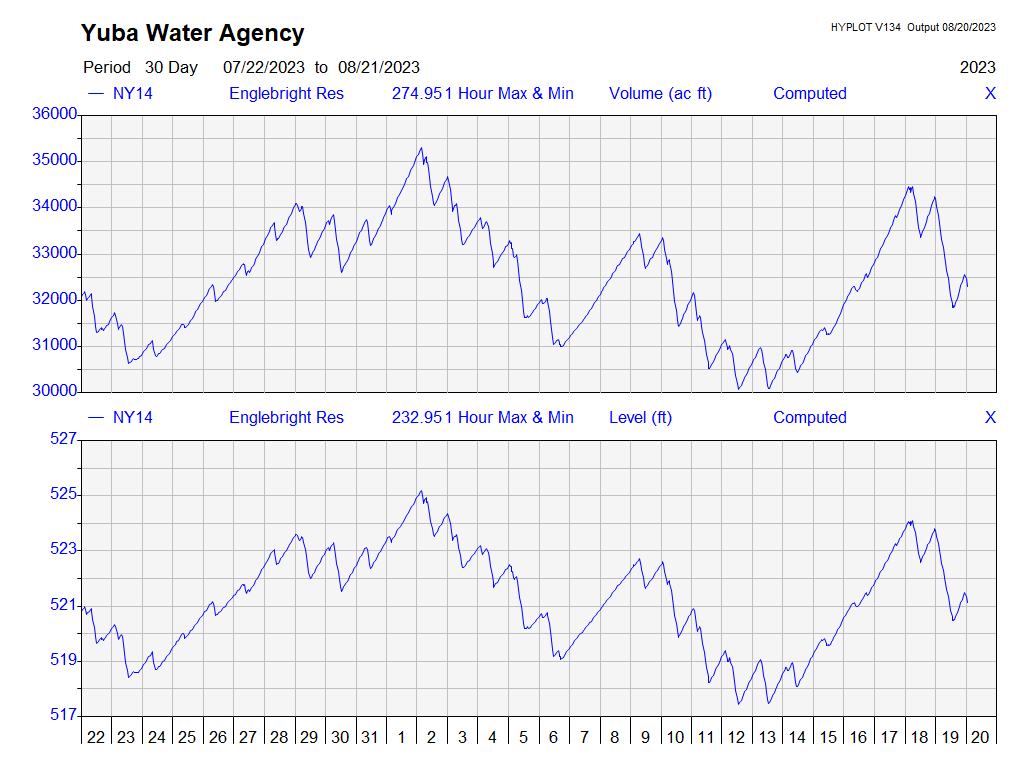 Yuba Water Agency HYPLOT V134 Output 08/20/2023
Period 30 Day 07/22/2023 to 08/21/2023 2023
NY14 Englebright Res 274.951 Hour Max & Min Volume (ac ft) Computed X
36000
35000
34000
33000
32000
31000
30000
NY14 Englebright Res 232.951 Hour Max & Min Level (ft) Computed X
527
525
523
521
519
517
22 23 24 25 26 27 28 29 30 31 1 2 3 4 5 6 7 8 9 10 11 12 13 14 15 16 17 18 19 20